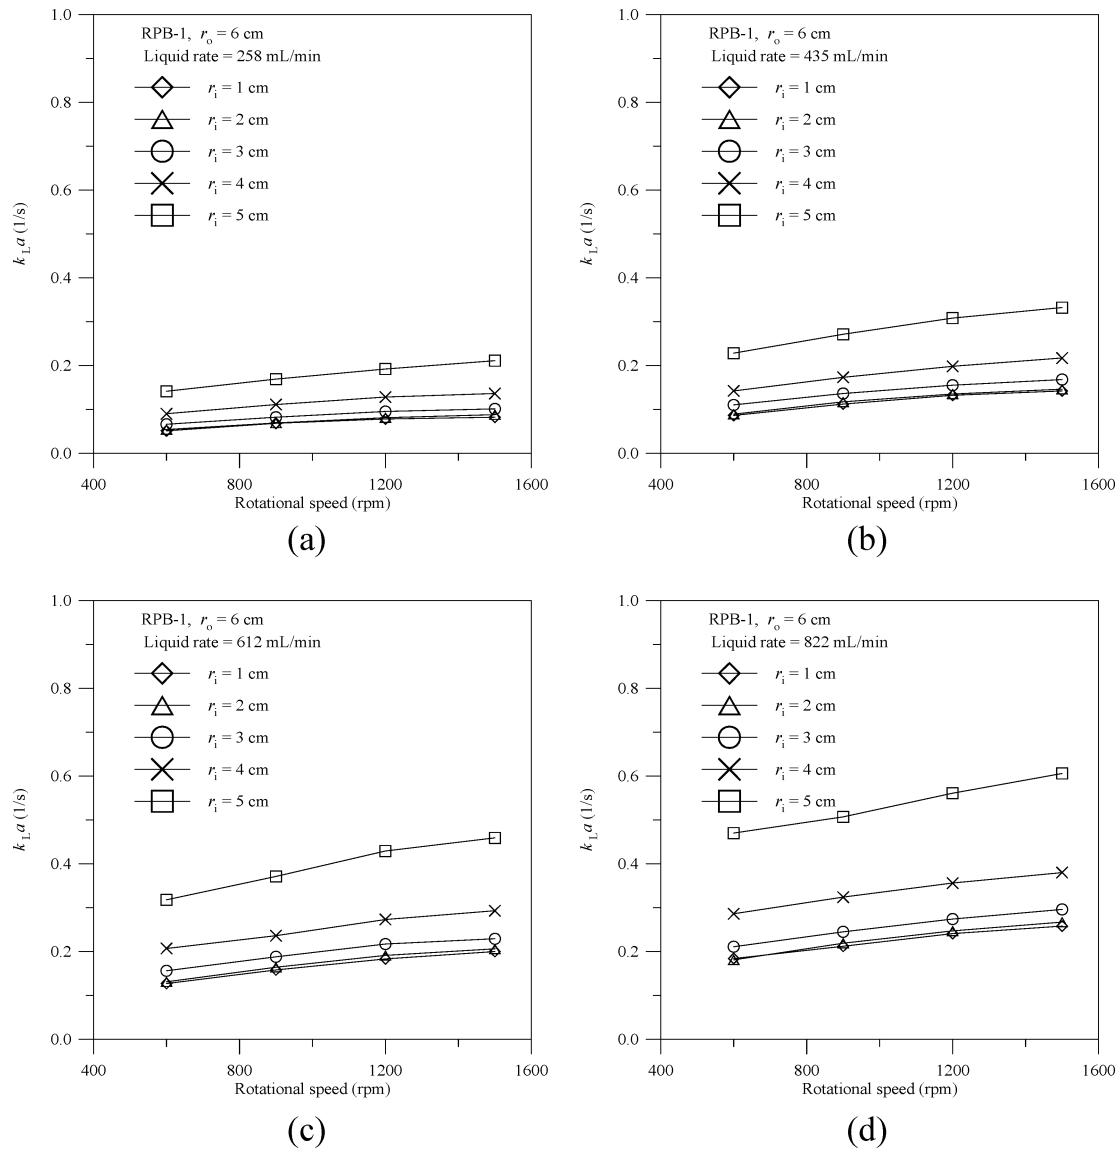 1.0
0.8
0.6
0.4
0.2
0.0
k_L a (1/s)
RPB-1, r_o = 6 cm
Liquid rate = 258 mL/min
r_i = 1 cm
r_i = 2 cm
r_i = 3 cm
r_i = 4 cm
r_i = 5 cm
400 800 1200 1600
Rotational speed (rpm)
(a)
1.0
0.8
0.6
0.4
0.2
0.0
k_L a (1/s)
RPB-1, r_o = 6 cm
Liquid rate = 435 mL/min
r_i = 1 cm
r_i = 2 cm
r_i = 3 cm
r_i = 4 cm
r_i = 5 cm
400 800 1200 1600
Rotational speed (rpm)
(b)
1.0
0.8
0.6
0.4
0.2
0.0
k_L a (1/s)
RPB-1, r_o = 6 cm
Liquid rate = 612 mL/min
r_i = 1 cm
r_i = 2 cm
r_i = 3 cm
r_i = 4 cm
r_i = 5 cm
400 800 1200 1600
Rotational speed (rpm)
(c)
1.0
0.8
0.6
0.4
0.2
0.0
k_L a (1/s)
RPB-1, r_o = 6 cm
Liquid rate = 822 mL/min
r_i = 1 cm
r_i = 2 cm
r_i = 3 cm
r_i = 4 cm
r_i = 5 cm
400 800 1200 1600
Rotational speed (rpm)
(d)